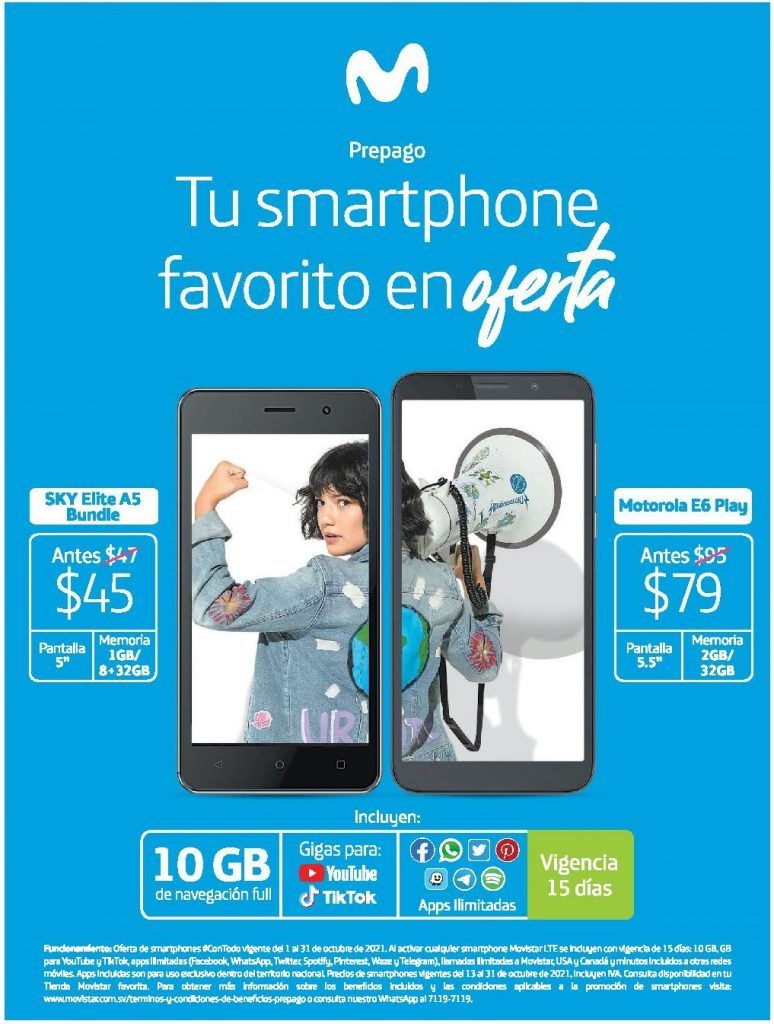 Prepago
Tu smartphone
favorito en oferta
SKY Elite A5
Bundle
Antes $47
$45
Pantalla
5"
Memoria
1GB/
8+32GB
Motorola E6 Play
Antes $95
$79
Pantalla
5.5"
Memoria
2GB/
32GB
Incluyen:
10 GB
de navegación full
Gigas para:
YouTube
TikTok
Apps Ilimitadas
Vigencia
15 días
Funcionamiento: Oferta de smartphones #ConTodo vigente del 1 al 31 de octubre de 2021. Al activar cualquier smartphone Movistar LTE se incluyen con vigencia de 15 días: 10 GB, GB
para YouTube y TikTok, apps ilimitadas (Facebook, WhatsApp, Twitter, Spotify, Pinterest, Waze y Telegram), llamadas ilimitadas a Movistar, USA y Canadá y minutos incluidos a otras redes
móviles. Apps incluidas son para uso exclusivo dentro del territorio nacional. Precios de smartphones vigentes del 13 al 31 de octubre de 2021, incluyen IVA. Consulta disponibilidad en tu
Tienda Movistar favorita. Para obtener más información sobre los beneficios incluidos y las condiciones aplicables a la promoción de smartphones visita:
www.movistar.com.sv/terminos-y-condiciones-de-beneficios-prepago o consulta nuestro WhatsApp al 7119-7119.